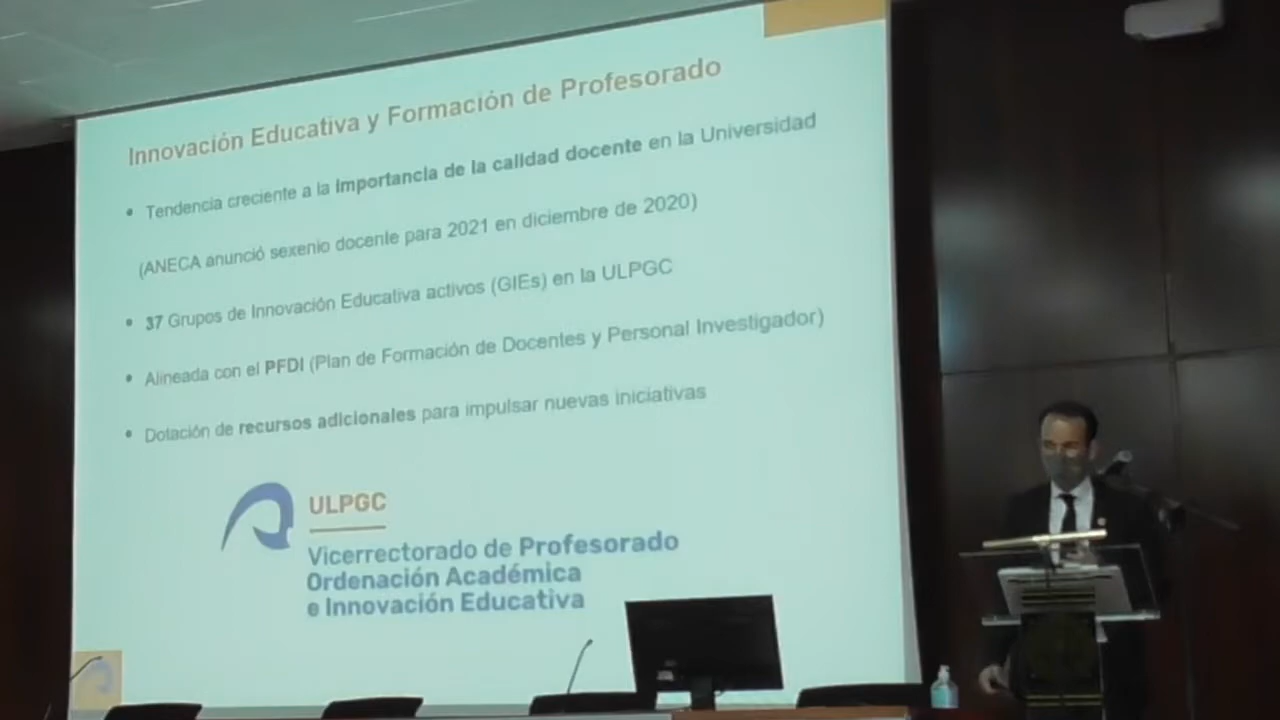 Innovación Educativa y Formación de Profesorado
• Tendencia creciente a la importancia de la calidad docente en la Universidad
(ANECA anunció sexenio docente para 2021 en diciembre de 2020)
• 37 Grupos de Innovación Educativa activos (GIEs) en la ULPGC
• Alineada con el PFDI (Plan de Formación de Docentes y Personal Investigador)
• Dotación de recursos adicionales para impulsar nuevas iniciativas
ULPGC
Vicerrectorado de Profesorado
Ordenación Académica
e Innovación Educativa